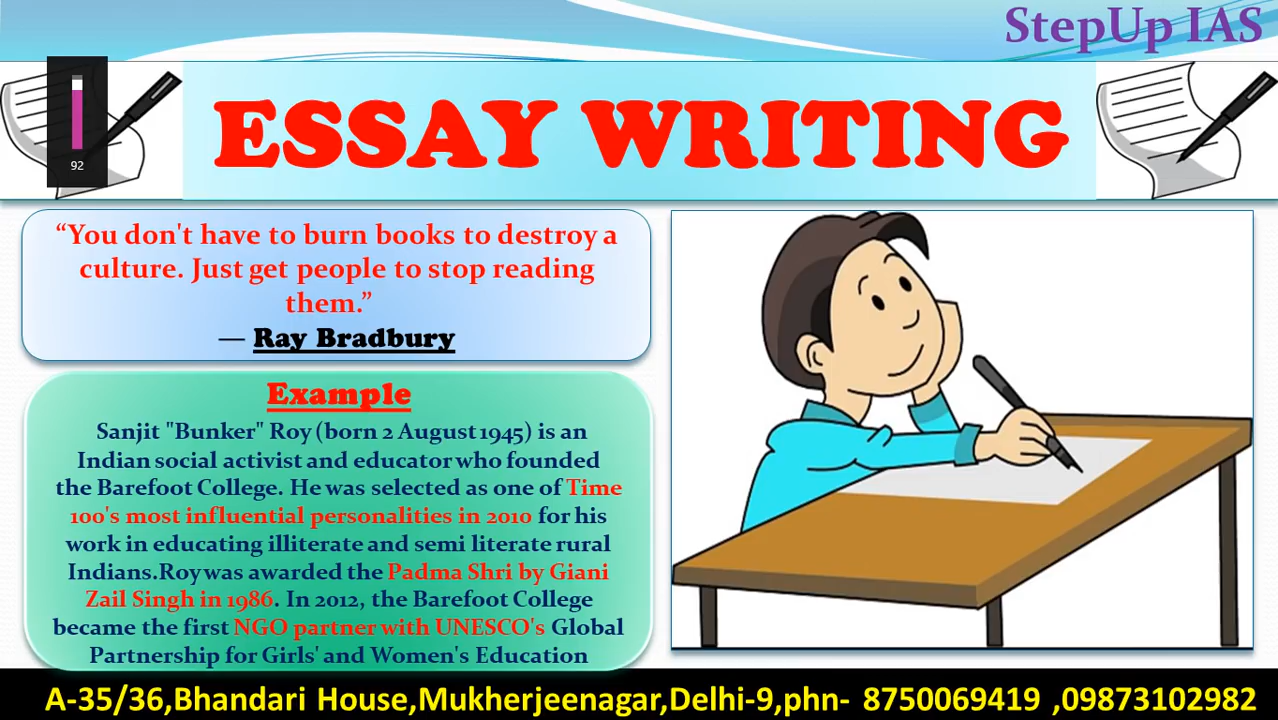 StepUp IAS
ESSAY WRITING
92
“You don't have to burn books to destroy a
culture. Just get people to stop reading
them.”
— Ray Bradbury
Example
Sanjit "Bunker" Roy (born 2 August 1945) is an
Indian social activist and educator who founded
the Barefoot College. He was selected as one of Time
100's most influential personalities in 2010 for his
work in educating illiterate and semi literate rural
Indians.Roy was awarded the Padma Shri by Giani
Zail Singh in 1986. In 2012, the Barefoot College
became the first NGO partner with UNESCO's Global
Partnership for Girls' and Women's Education
A-35/36,Bhandari House,Mukherjeenagar,Delhi-9,phn- 8750069419 ,09873102982